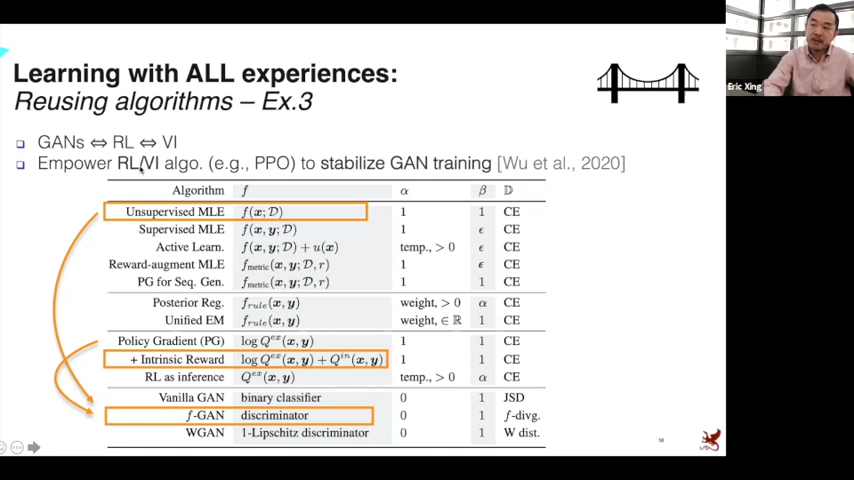 Learning with ALL experiences:
Reusing algorithms – Ex.3
GANs ⇔ RL ⇔ VI
Empower RL/VI algo. (e.g., PPO) to stabilize GAN training [Wu et al., 2020]
Algorithm f α β 𝔻
Unsupervised MLE f(x; D) 1 1 CE
Supervised MLE f(x, y; D) 1 ϵ CE
Active Learn. f(x, y; D) + u(x) temp., > 0 ϵ CE
Reward-augment MLE f_metric(x, y; D, r) 1 ϵ CE
PG for Seq. Gen. f_metric(x, y; D, r) 1 1 CE
Posterior Reg. f_rule(x, y) weight, > 0 α CE
Unified EM f_rule(x, y) weight, ∈ ℝ 1 CE
Policy Gradient (PG) log Q^ex(x, y) 1 1 CE
+ Intrinsic Reward log Q^ex(x, y) + Q^in(x, y) 1 1 CE
RL as inference Q^ex(x, y) temp., > 0 α CE
Vanilla GAN binary classifier 0 1 JSD
f-GAN discriminator 0 1 f-divg.
WGAN 1-Lipschitz discriminator 0 1 W dist.
58
Eric Xing